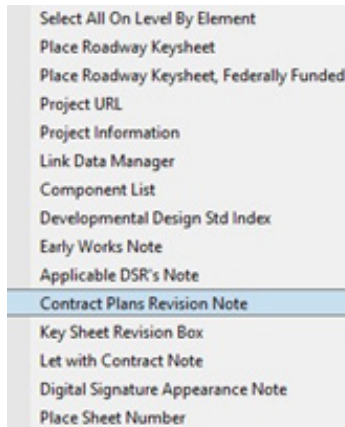 Select All On Level By Element
Place Roadway Keysheet
Place Roadway Keysheet, Federally Funded
Project URL
Project Information
Link Data Manager
Component List
Developmental Design Std Index
Early Works Note
Applicable DSR's Note
Contract Plans Revision Note
Key Sheet Revision Box
Let with Contract Note
Digital Signature Appearance Note
Place Sheet Number